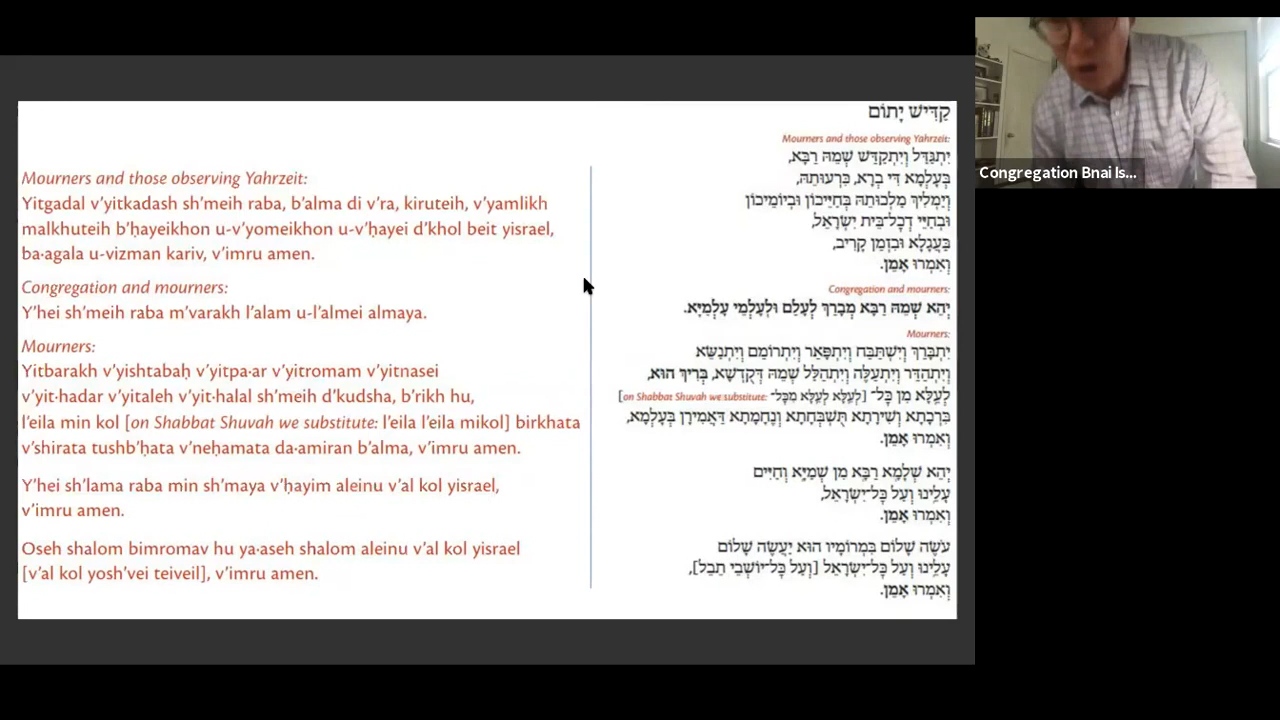 Mourners and those observing Yahrzeit:
Yitgadal v’yitkadash sh’meih raba, b’alma di v’ra, kiruteih, v’yamlikh
malkhuteih b’ḥayeikhon u-v’yomeikhon u-v’ḥayei d’khol beit yisrael,
ba·agala u-vizman kariv, v’imru amen.
Congregation and mourners:
Y’hei sh’meih raba m’varakh l’alam u-l’almei almaya.
Mourners:
Yitbarakh v’yishtabaḥ v’yitpa·ar v’yitromam v’yitnasei
v’yit·hadar v’yitaleh v’yit·halal sh’meih d’kudsha, b’rikh hu,
l’eila min kol [on Shabbat Shuvah we substitute: l’eila l’eila mikol] birkhata
v’shirata tushb’ḥata v’neḥamata da·amiran b’alma, v’imru amen.
Y’hei sh’lama raba min sh’maya v’ḥayim aleinu v’al kol yisrael,
v’imru amen.
Oseh shalom bimromav hu ya·aseh shalom aleinu v’al kol yisrael
[v’al kol yosh’vei teiveil], v’imru amen.
קַדִּישׁ יָתוֹם
Mourners and those observing Yahrzeit:
יִתְגַּדַּל וְיִתְקַדַּשׁ שְׁמֵהּ רַבָּא,
בְּעָלְמָא דִּי בְרָא, כִּרְעוּתֵהּ,
וְיַמְלִיךְ מַלְכוּתֵהּ בְּחַיֵּיכוֹן וּבְיוֹמֵיכוֹן
וּבְחַיֵּי דְכׇל־בֵּית יִשְׂרָאֵל,
בַּעֲגָלָא וּבִזְמַן קָרִיב,
וְאִמְרוּ אָמֵן.
Congregation and mourners:
יְהֵא שְׁמֵהּ רַבָּא מְבָרַךְ לְעָלַם וּלְעָלְמֵי עָלְמַיָּא.
Mourners:
יִתְבָּרַךְ וְיִשְׁתַּבַּח וְיִתְפָּאַר וְיִתְרוֹמַם וְיִתְנַשֵּׂא
וְיִתְהַדַּר וְיִתְעַלֶּה וְיִתְהַלַּל שְׁמֵהּ דְּקֻדְשָׁא, בְּרִיךְ הוּא,
לְעֵלָּא מִן כׇּל־ [on Shabbat Shuvah we substitute: לְעֵלָּא לְעֵלָּא מִכׇּל־]
בִּרְכָתָא וְשִׁירָתָא תֻּשְׁבְּחָתָא וְנֶחָמָתָא דַּאֲמִירָן בְּעָלְמָא,
וְאִמְרוּ אָמֵן.
יְהֵא שְׁלָמָא רַבָּא מִן שְׁמַיָּא וְחַיִּים
עָלֵינוּ וְעַל כׇּל־יִשְׂרָאֵל,
וְאִמְרוּ אָמֵן.
עֹשֶׂה שָׁלוֹם בִּמְרוֹמָיו הוּא יַעֲשֶׂה שָׁלוֹם
עָלֵינוּ וְעַל כׇּל־יִשְׂרָאֵל [וְעַל כׇּל־יוֹשְׁבֵי תֵבֵל],
וְאִמְרוּ אָמֵן.
Congregation Bnai Is...